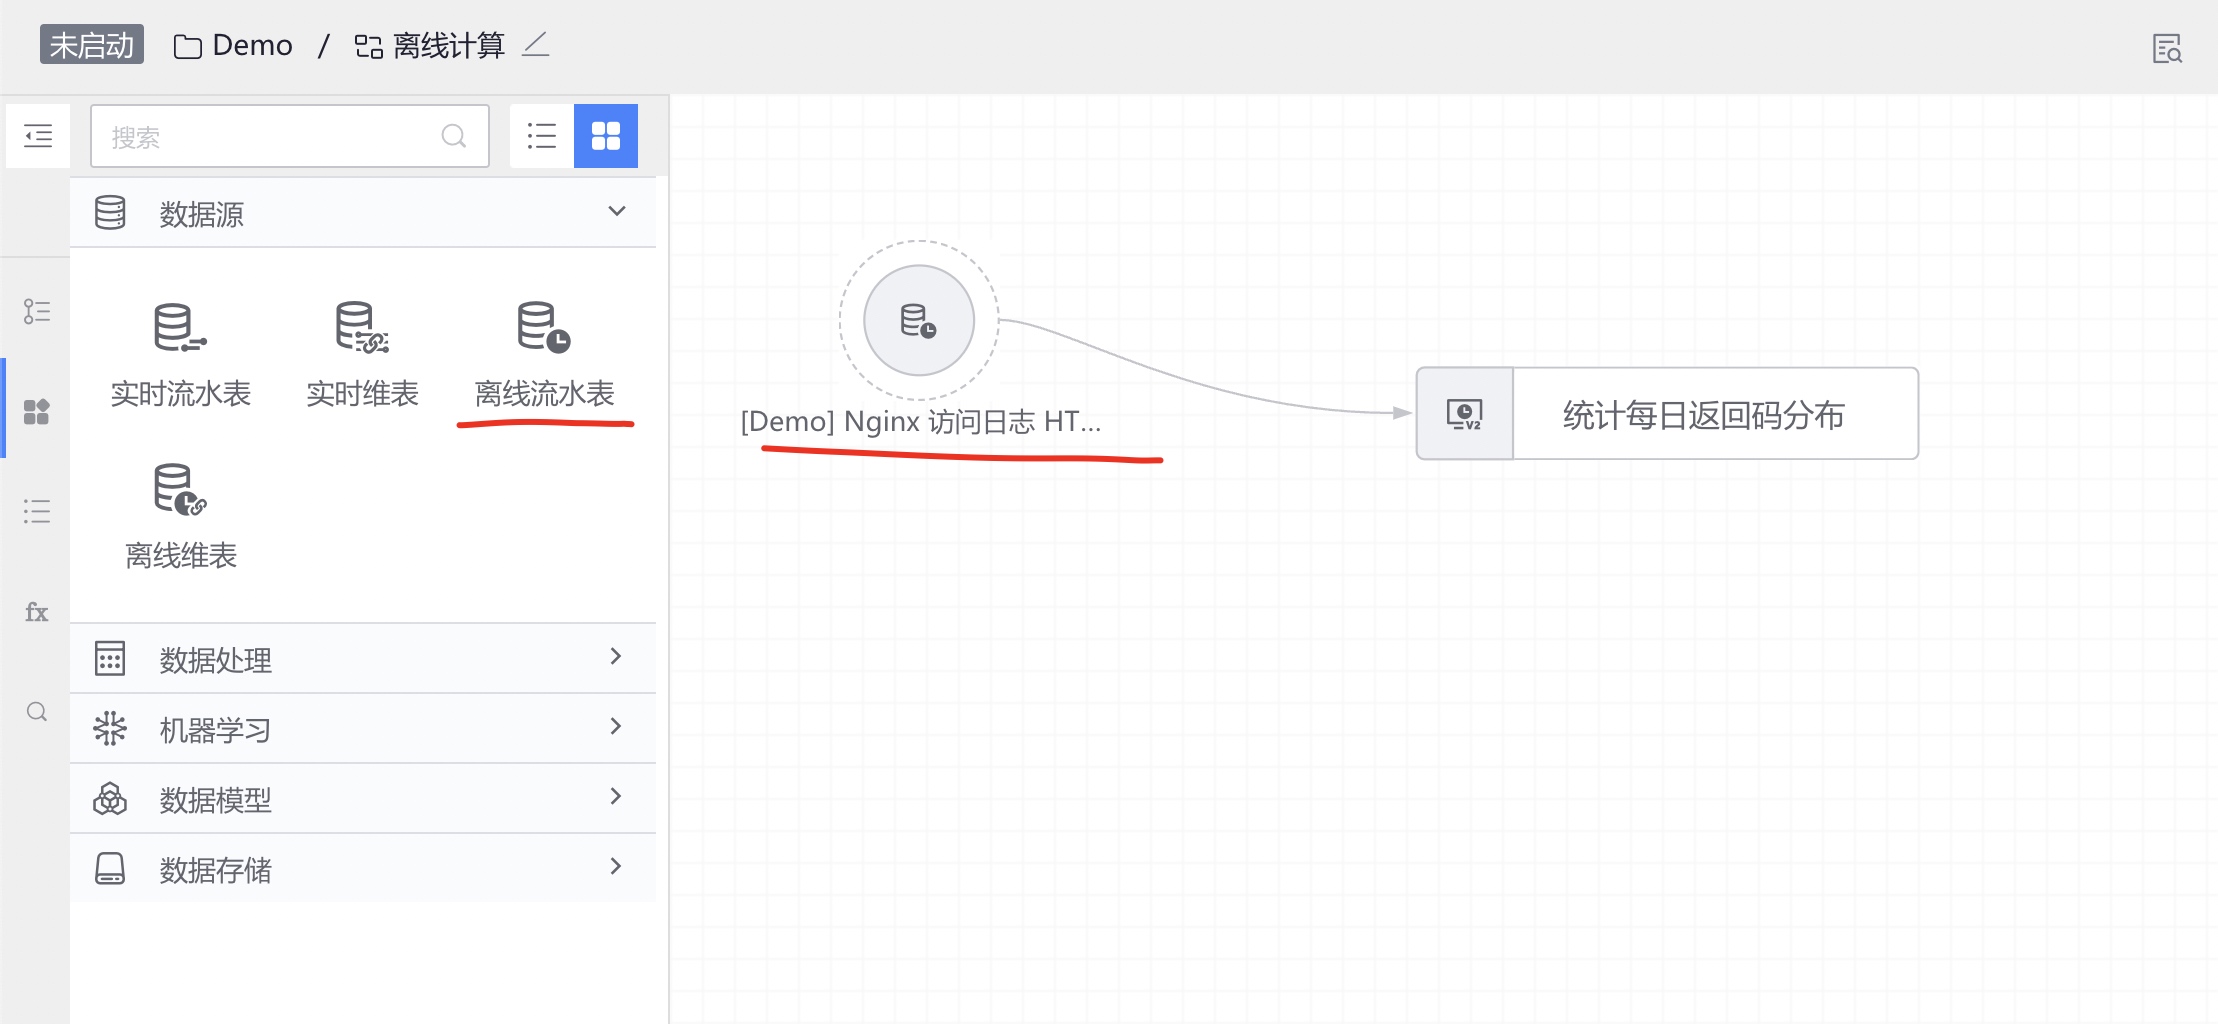 未启动 Demo / 离线计算
搜索
数据源
实时流水表 实时维表 离线流水表
离线维表
数据处理
机器学习
数据模型
数据存储
fx
[Demo] Nginx 访问日志 HT...
V2
统计每日返回码分布